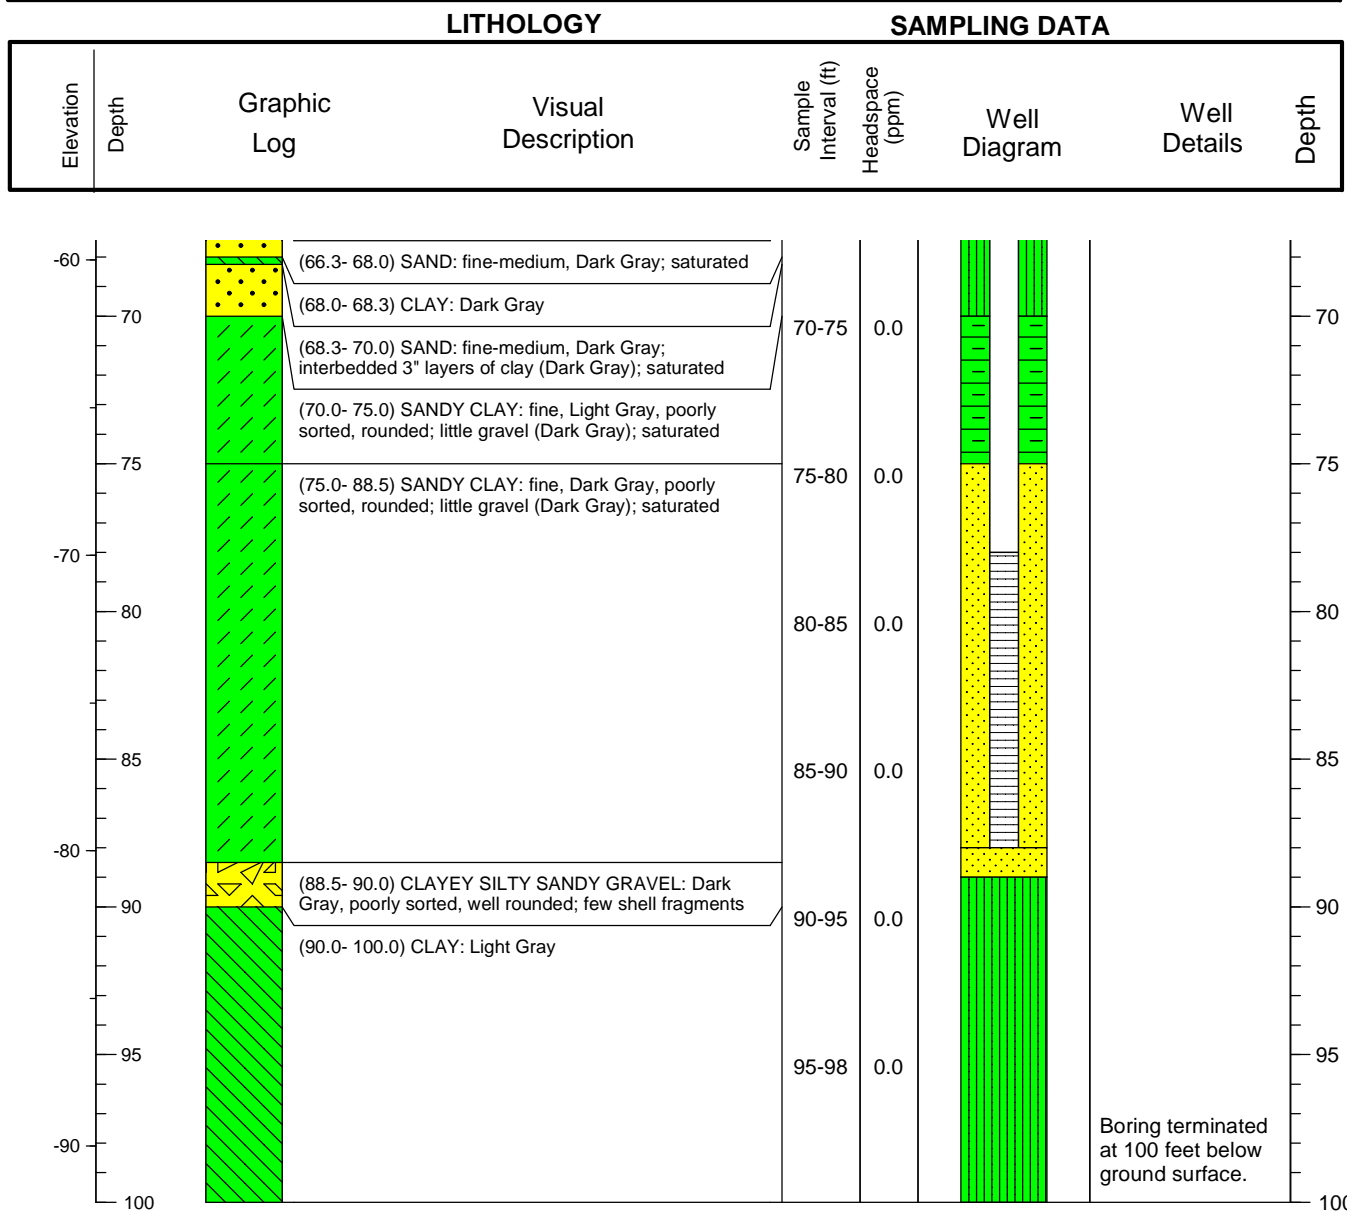 LITHOLOGY SAMPLING DATA
Elevation
Depth
Graphic
Log
Visual
Description
Sample
Interval (ft)
Headspace
(ppm)
Well
Diagram
Well
Details
Depth
-60
(66.3- 68.0) SAND: fine-medium, Dark Gray; saturated
(68.0- 68.3) CLAY: Dark Gray
70 70-75 0.0 70
(68.3- 70.0) SAND: fine-medium, Dark Gray;
interbedded 3" layers of clay (Dark Gray); saturated
(70.0- 75.0) SANDY CLAY: fine, Light Gray, poorly
sorted, rounded; little gravel (Dark Gray); saturated
75 75-80 0.0 75
(75.0- 88.5) SANDY CLAY: fine, Dark Gray, poorly
sorted, rounded; little gravel (Dark Gray); saturated
-70
80 80-85 0.0 80
85 85-90 0.0 85
-80
(88.5- 90.0) CLAYEY SILTY SANDY GRAVEL: Dark
Gray, poorly sorted, well rounded; few shell fragments
90 90-95 0.0 90
(90.0- 100.0) CLAY: Light Gray
95 95-98 0.0 95
-90
Boring terminated
at 100 feet below
ground surface.
100 100